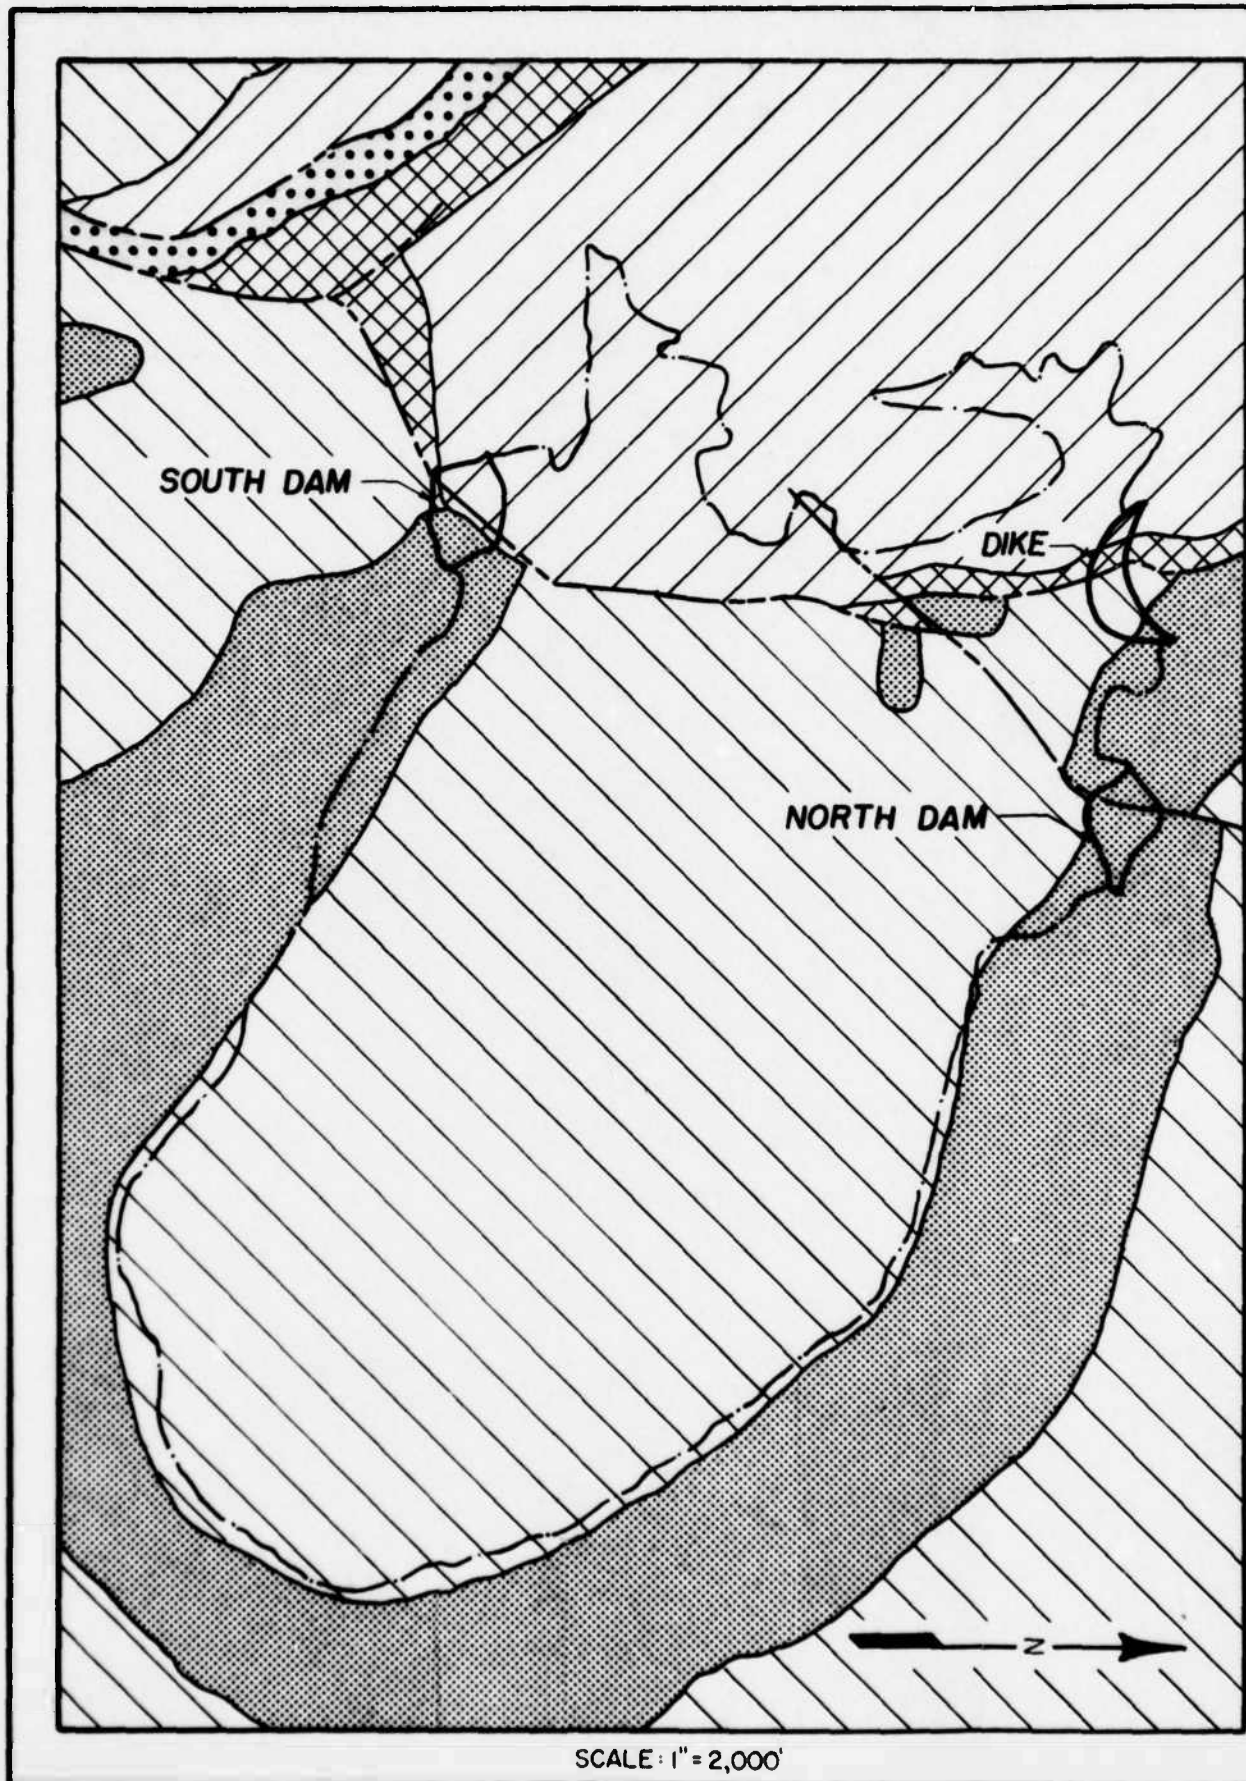 SOUTH DAM
DIKE
NORTH DAM
N
SCALE: 1" = 2,000'